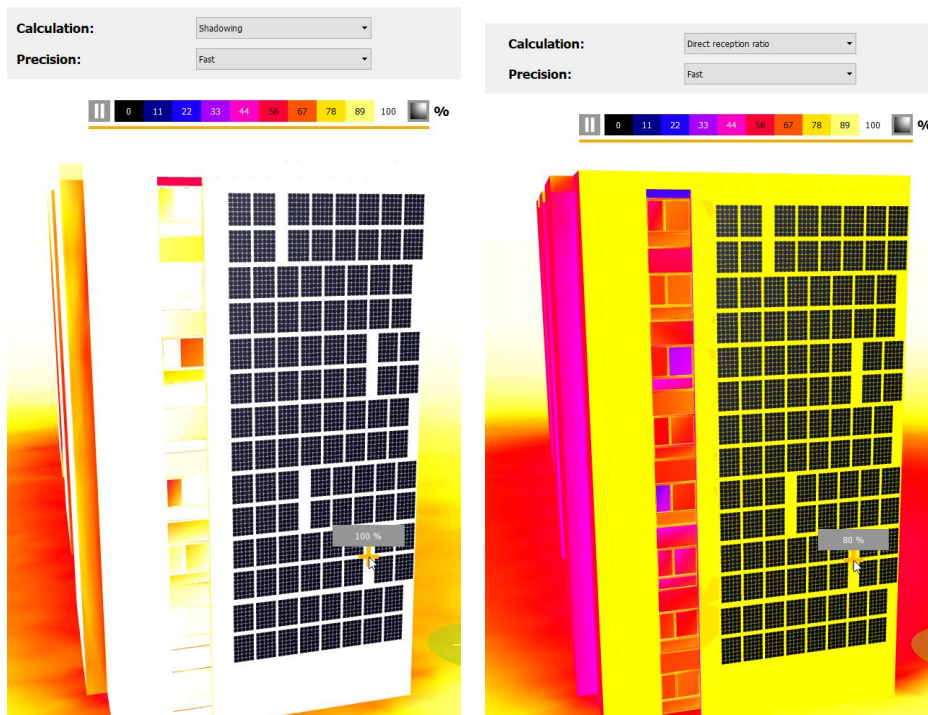 Calculation:
Shadowing
Precision:
Fast
0 11 22 33 44 56 67 78 89 100 %
100 %
Calculation:
Direct reception ratio
Precision:
Fast
0 11 22 33 44 56 67 78 89 100 %
80 %